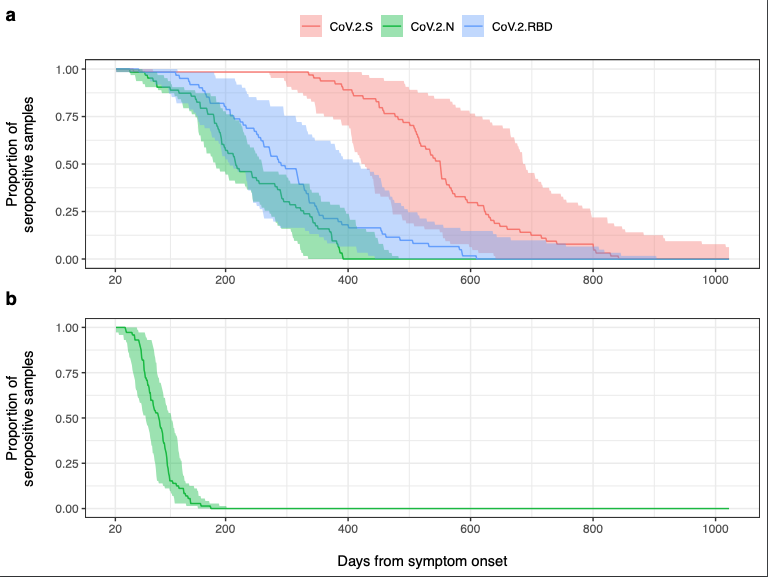 a
CoV.2.S CoV.2.N CoV.2.RBD
Proportion of
seropositive samples
1.00
0.75
0.50
0.25
0.00
20 200 400 600 800 1000
b
Proportion of
seropositive samples
1.00
0.75
0.50
0.25
0.00
20 200 400 600 800 1000
Days from symptom onset